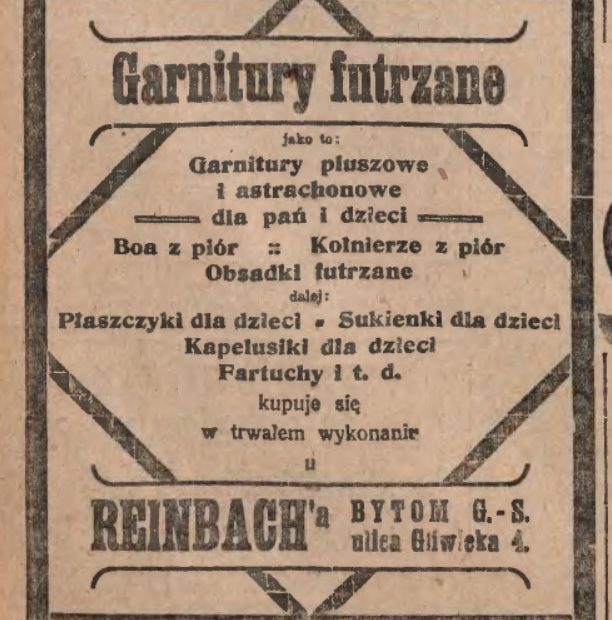 Garnitury futrzane
jako to:
Garnitury pluszowe
i astrachonowe
dla pań i dzieci
Boa z piór :: Kołnierze z piór
Obsadki futrzane
dalej:
Płaszczyki dla dzieci • Sukienki dla dzieci
Kapelusiki dla dzieci
Fartuchy i t. d.
kupuje się
w trwałem wykonaniu
u
REINBACH'a BYTOM G.-S.
ulica Gliwicka 4.